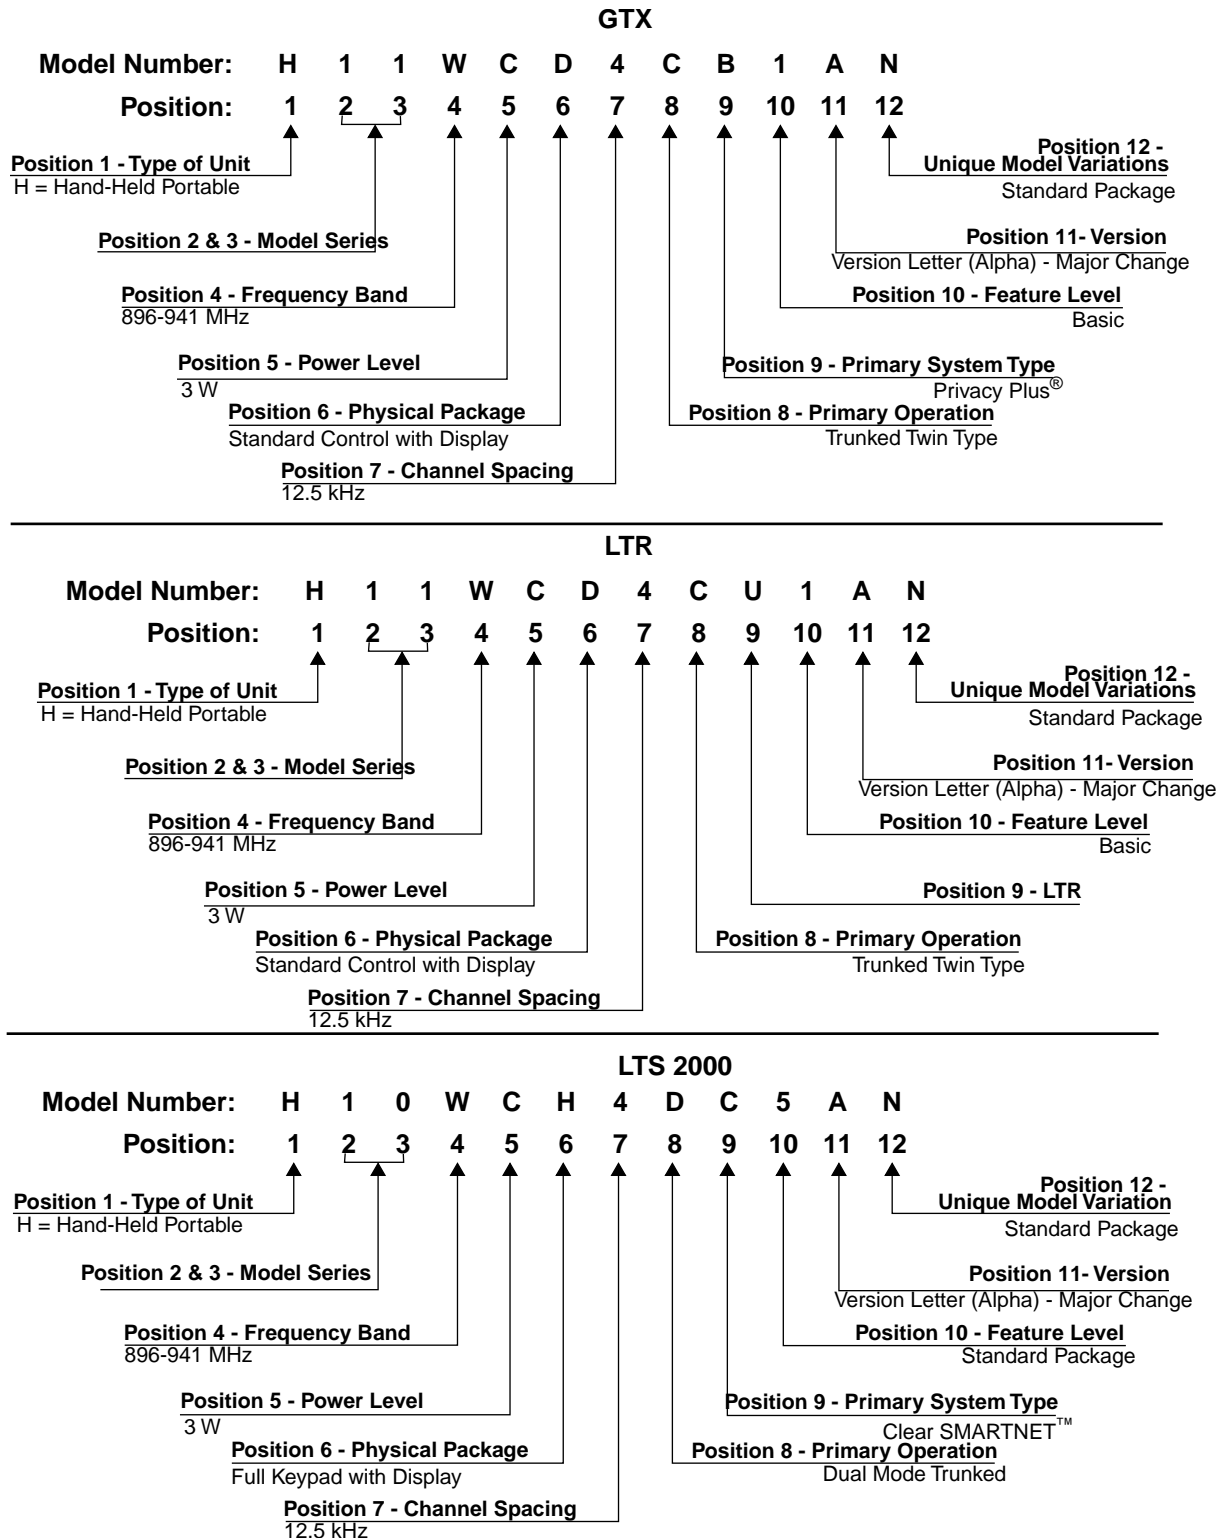 GTX
Model Number: H 1 1 W C D 4 C B 1 A N
Position: 1 2 3 4 5 6 7 8 9 10 11 12
Position 1 - Type of Unit
H = Hand-Held Portable
Position 12 -
Unique Model Variations
Standard Package
Position 2 & 3 - Model Series
Position 11- Version
Version Letter (Alpha) - Major Change
Position 4 - Frequency Band
896-941 MHz
Position 10 - Feature Level
Basic
Position 5 - Power Level
3 W
Position 9 - Primary System Type
Privacy Plus®
Position 6 - Physical Package
Standard Control with Display
Position 8 - Primary Operation
Trunked Twin Type
Position 7 - Channel Spacing
12.5 kHz
LTR
Model Number: H 1 1 W C D 4 C U 1 A N
Position: 1 2 3 4 5 6 7 8 9 10 11 12
Position 1 - Type of Unit
H = Hand-Held Portable
Position 12 -
Unique Model Variations
Standard Package
Position 2 & 3 - Model Series
Position 11- Version
Version Letter (Alpha) - Major Change
Position 4 - Frequency Band
896-941 MHz
Position 10 - Feature Level
Basic
Position 5 - Power Level
3 W
Position 9 - LTR
Position 6 - Physical Package
Standard Control with Display
Position 8 - Primary Operation
Trunked Twin Type
Position 7 - Channel Spacing
12.5 kHz
LTS 2000
Model Number: H 1 0 W C H 4 D C 5 A N
Position: 1 2 3 4 5 6 7 8 9 10 11 12
Position 1 - Type of Unit
H = Hand-Held Portable
Position 12 -
Unique Model Variation
Standard Package
Position 2 & 3 - Model Series
Position 11- Version
Version Letter (Alpha) - Major Change
Position 4 - Frequency Band
896-941 MHz
Position 10 - Feature Level
Standard Package
Position 5 - Power Level
3 W
Position 9 - Primary System Type
Clear SMARTNET™
Position 6 - Physical Package
Full Keypad with Display
Position 8 - Primary Operation
Dual Mode Trunked
Position 7 - Channel Spacing
12.5 kHz